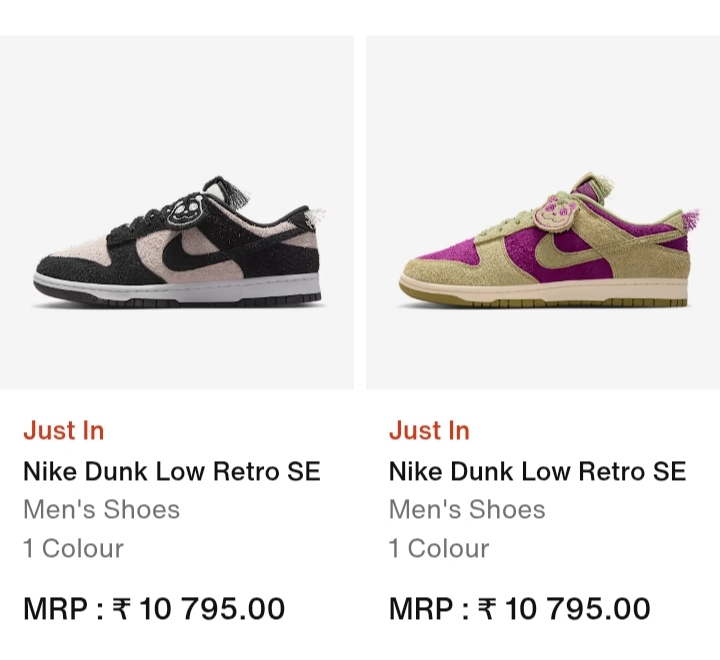 Just In
Nike Dunk Low Retro SE
Men's Shoes
1 Colour
MRP : ₹ 10 795.00
Just In
Nike Dunk Low Retro SE
Men's Shoes
1 Colour
MRP : ₹ 10 795.00